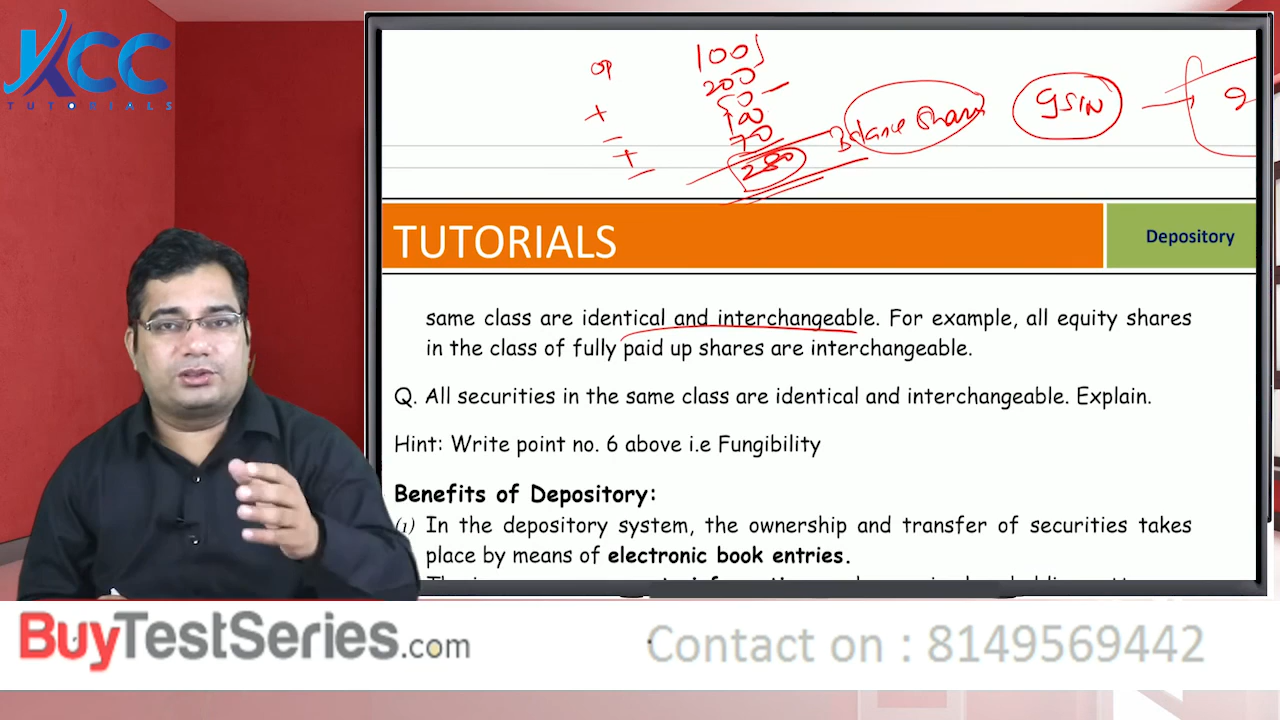 KCC
TUTORIALS
op 100
200
+ 50 -
100
- 70
+ 280 Balance Share
GSIN
-
TUTORIALS
Depository
same class are identical and interchangeable. For example, all equity shares
in the class of fully paid up shares are interchangeable.
Q. All securities in the same class are identical and interchangeable. Explain.
Hint: Write point no. 6 above i.e Fungibility
Benefits of Depository:
(1) In the depository system, the ownership and transfer of securities takes
place by means of electronic book entries.
BuyTestSeries.com
Contact on : 8149569442